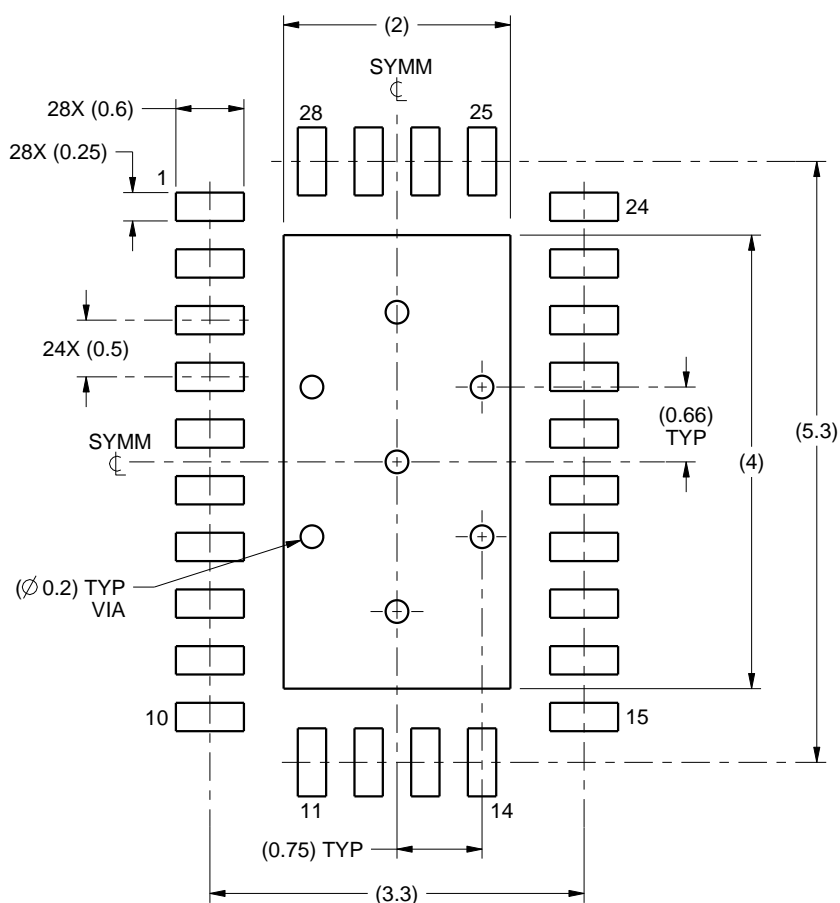 (2)
SYMM
℄
28X (0.6)
28
25
28X (0.25)
1
24
24X (0.5)
(0.66)
TYP
(5.3)
SYMM
℄
(4)
(∅ 0.2) TYP
VIA
10
15
11
14
(0.75) TYP
(3.3)